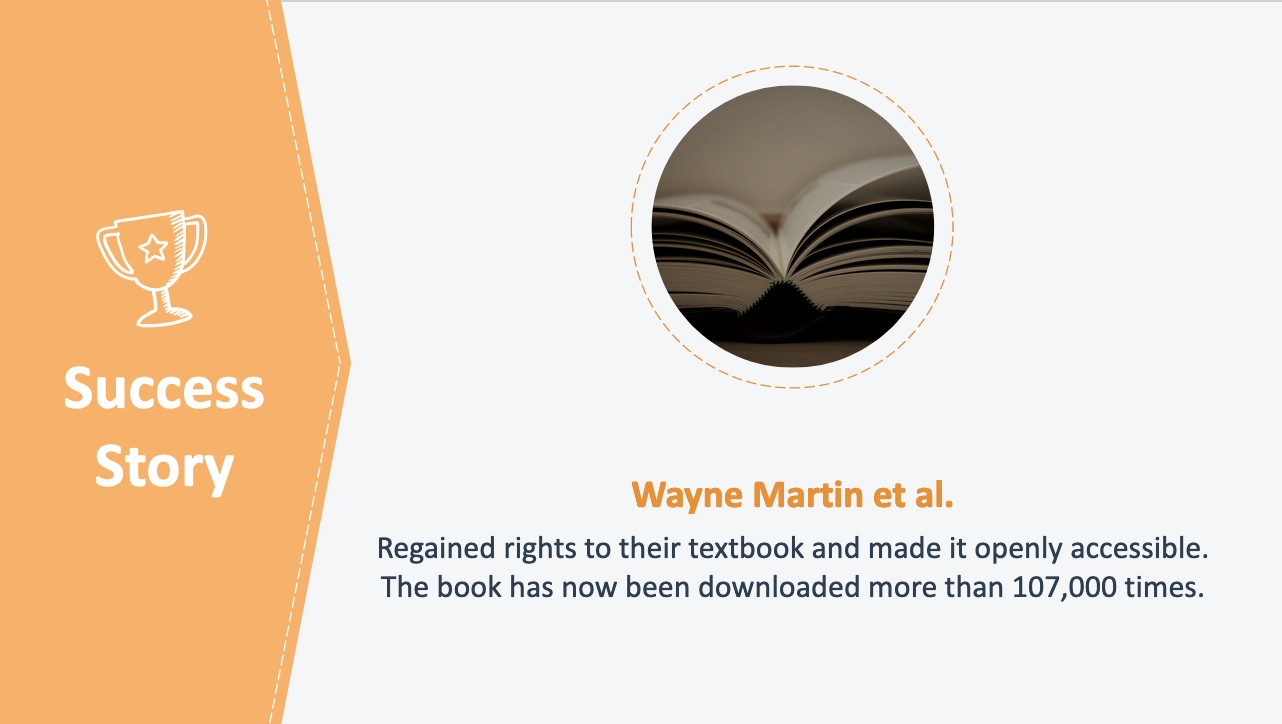 Success
Story
Wayne Martin et al.
Regained rights to their textbook and made it openly accessible.
The book has now been downloaded more than 107,000 times.